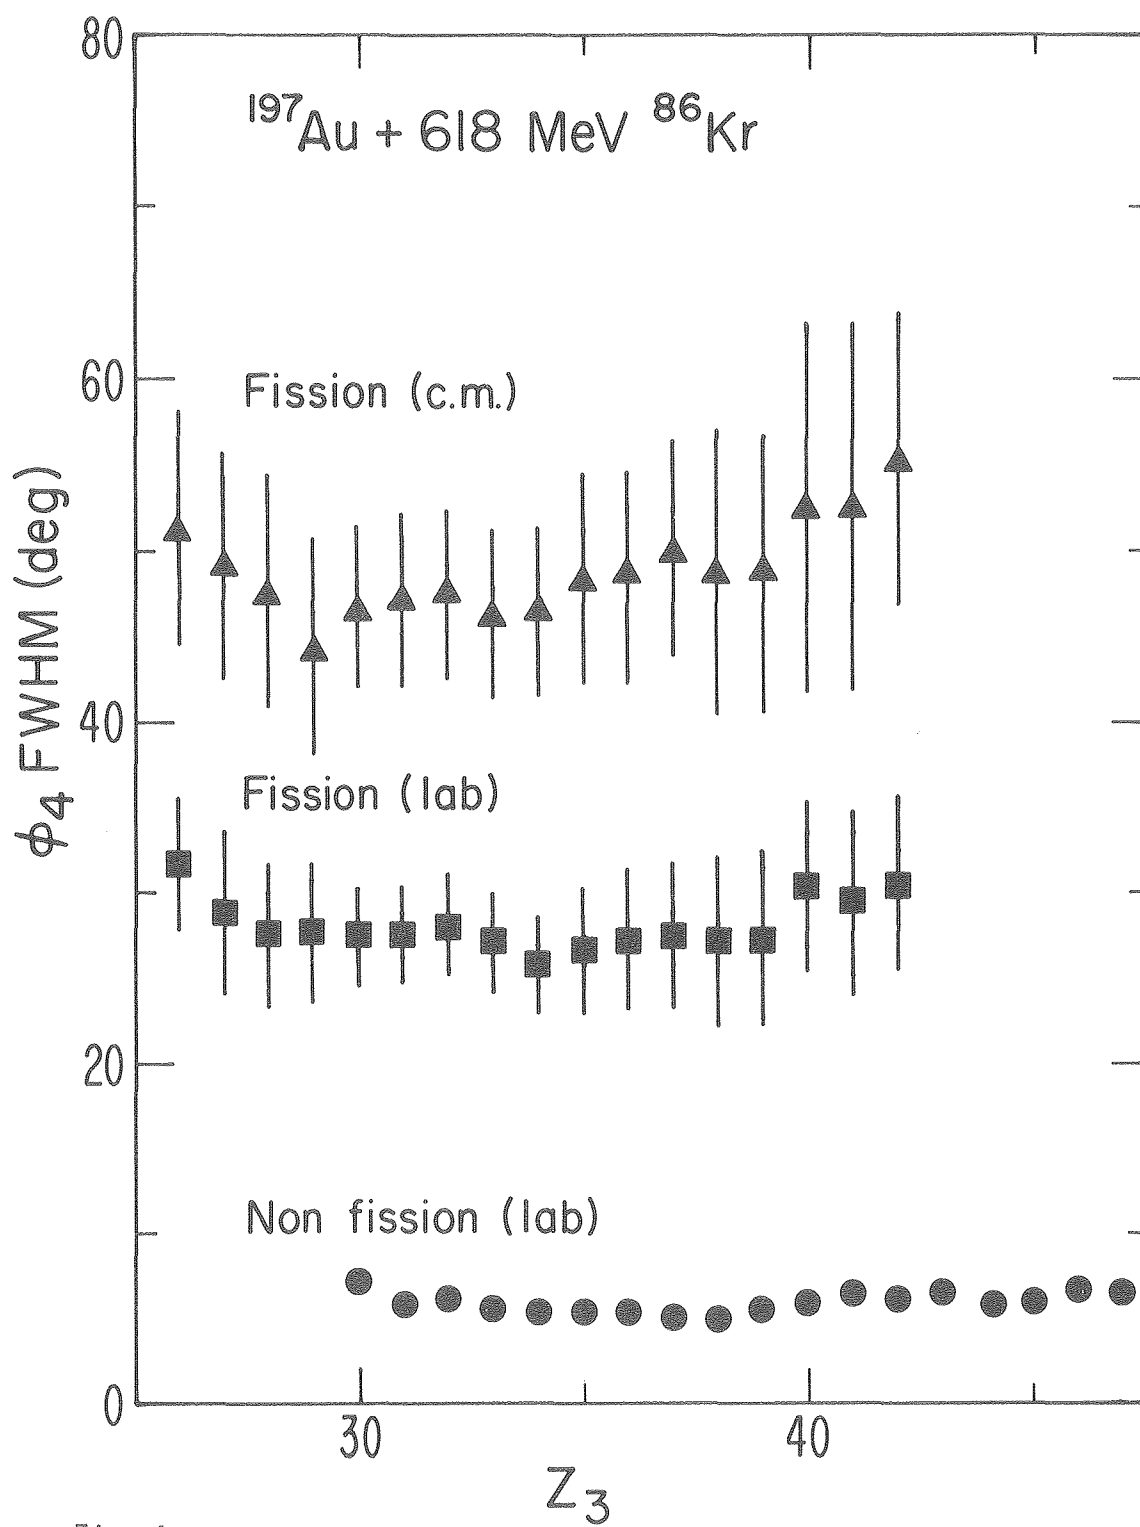 80
¹⁹⁷Au + 618 MeV ⁸⁶Kr
60
Fission (c.m.)
ϕ₄ FWHM (deg)
40
Fission (lab)
20
Non fission (lab)
0
30 40
Z₃